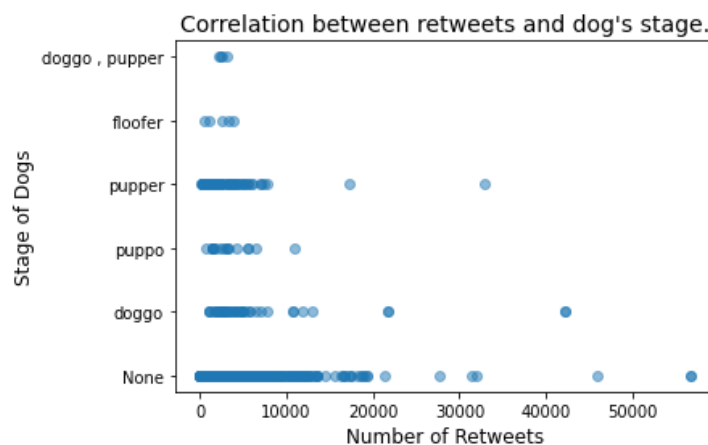 Correlation between retweets and dog's stage.
doggo , pupper
floofer
pupper
puppo
doggo
None
Stage of Dogs
0 10000 20000 30000 40000 50000
Number of Retweets